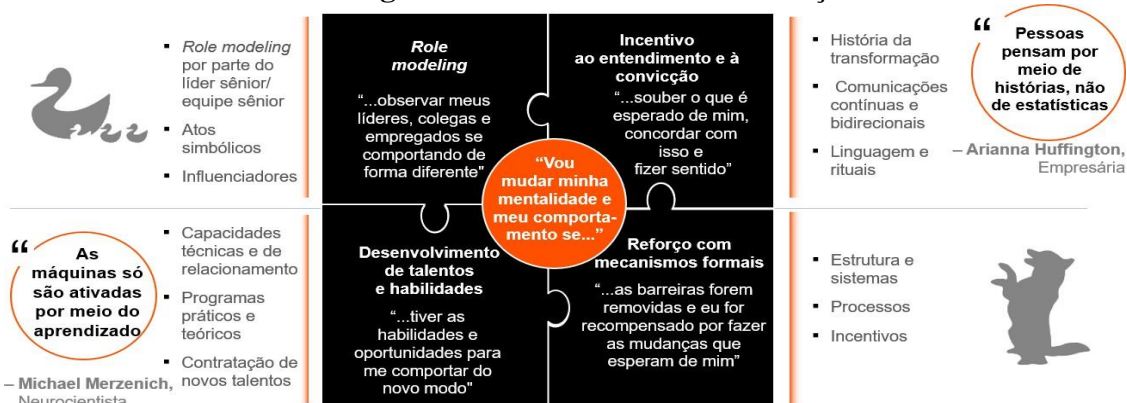 Role modeling
por parte do
líder sênior/
equipe sênior
Atos
simbólicos
Influenciadores
Role
modeling
“...observar meus
líderes, colegas e
empregados se
comportando de
forma diferente"
Incentivo
ao entendimento e à
convicção
“...souber o que é
esperado de mim,
concordar com
isso e
fizer sentido”
História da
transformação
Comunicações
contínuas e
bidirecionais
Linguagem e
rituais
“
Pessoas
pensam por
meio de
histórias, não
de estatísticas
– Arianna Huffington,
Empresária
“Vou
mudar minha
mentalidade e
meu comporta-
mento se...”
“
As
máquinas só
são ativadas
por meio do
aprendizado
– Michael Merzenich,
Neurocientista
Capacidades
técnicas e de
relacionamento
Programas
práticos e
teóricos
Contratação de
novos talentos
Desenvolvimento
de talentos
e habilidades
“...tiver as
habilidades e
oportunidades para
me comportar do
novo modo"
Reforço com
mecanismos formais
“...as barreiras forem
removidas e eu for
recompensado por fazer
as mudanças que
esperam de mim”
Estrutura e
sistemas
Processos
Incentivos